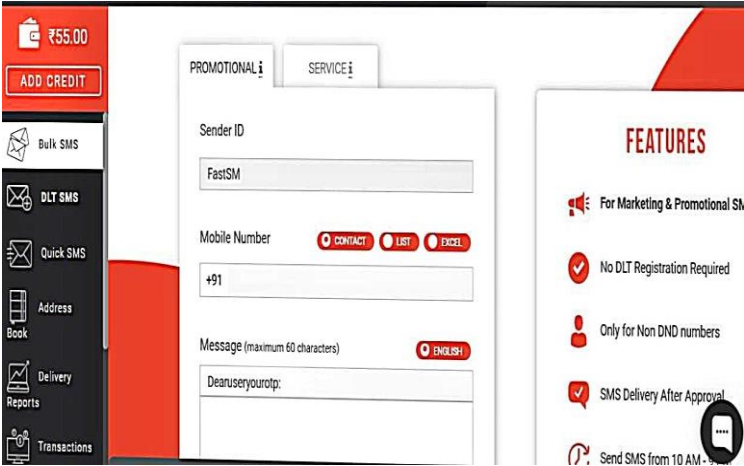 ₹55.00
ADD CREDIT
Bulk SMS
DLT SMS
Quick SMS
Address
Book
Delivery
Reports
Transactions
PROMOTIONAL i
SERVICE i
Sender ID
FastSM
Mobile Number
CONTACT
LIST
EXCEL
+91
Message (maximum 60 characters)
ENGLISH
Dearuseryourotp:
FEATURES
For Marketing & Promotional SM
No DLT Registration Required
Only for Non DND numbers
SMS Delivery After Approval
Send SMS from 10 AM -